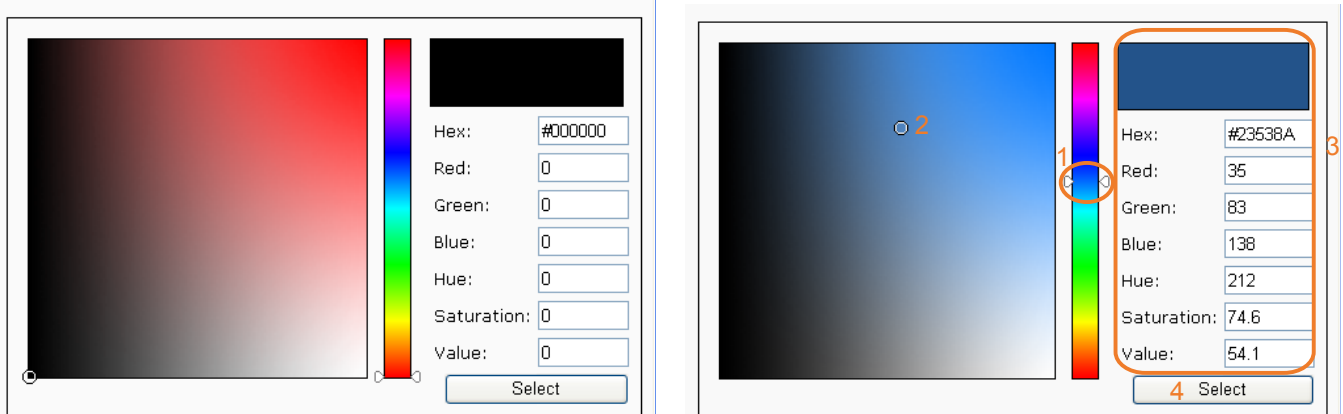 Hex: #000000
Red: 0
Green: 0
Blue: 0
Hue: 0
Saturation: 0
Value: 0
Select
1
2
3
Hex: #23538A
Red: 35
Green: 83
Blue: 138
Hue: 212
Saturation: 74.6
Value: 54.1
4 Select